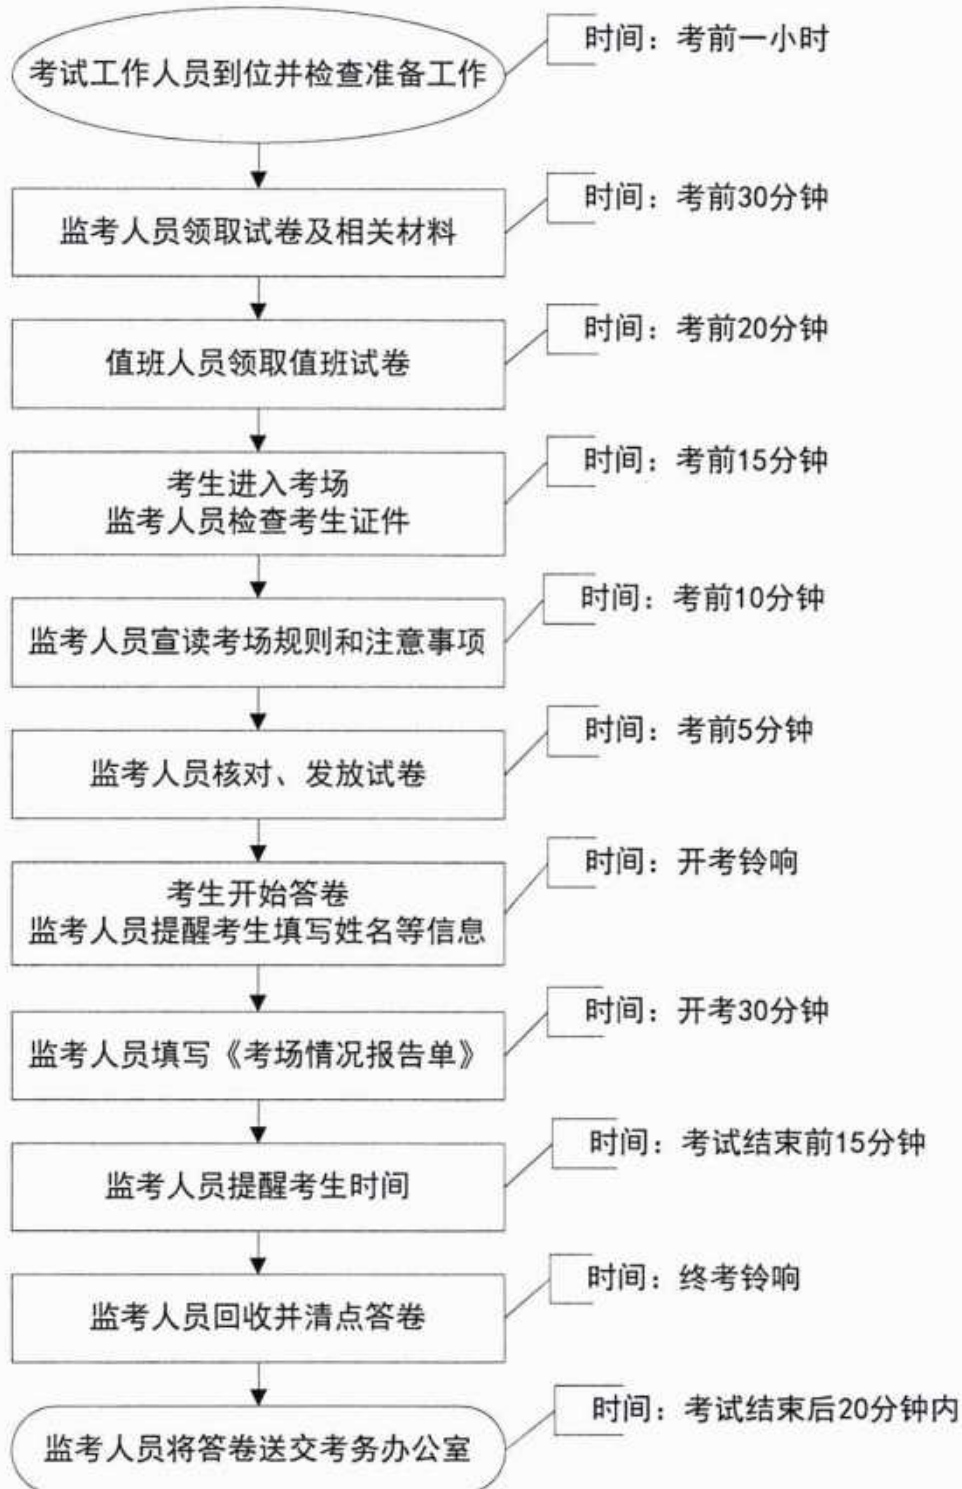 考试工作人员到位并检查准备工作
时间：考前一小时
监考人员领取试卷及相关材料
时间：考前30分钟
值班人员领取值班试卷
时间：考前20分钟
考生进入考场
监考人员检查考生证件
时间：考前15分钟
监考人员宣读考场规则和注意事项
时间：考前10分钟
监考人员核对、发放试卷
时间：考前5分钟
考生开始答卷
监考人员提醒考生填写姓名等信息
时间：开考铃响
监考人员填写《考场情况报告单》
时间：开考30分钟
监考人员提醒考生时间
时间：考试结束前15分钟
监考人员回收并清点答卷
时间：终考铃响
监考人员将答卷送交考务办公室
时间：考试结束后20分钟内